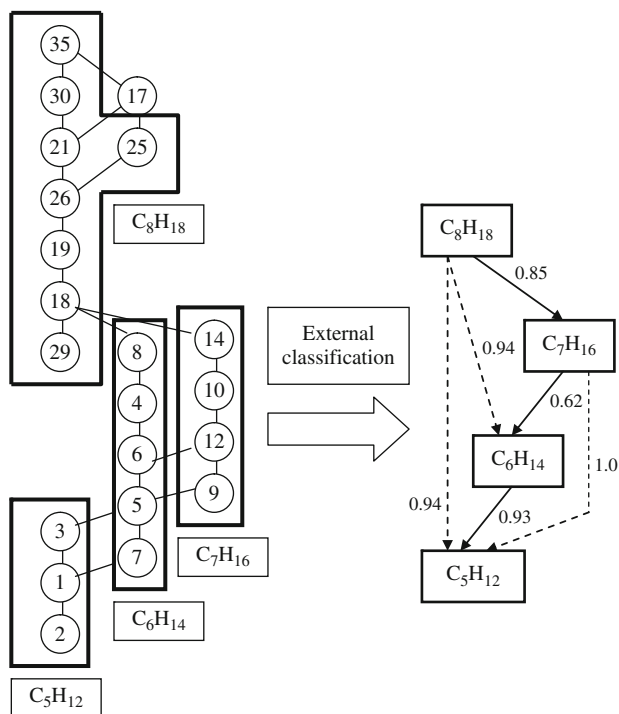 35
30
17
21
25
26
C₈H₁₈
19
18
29
8
14
4
10
6
12
5
9
3
7
C₇H₁₆
1
C₆H₁₄
2
C₅H₁₂
External
classification
C₈H₁₈
0.85
0.94
C₇H₁₆
0.62
C₆H₁₄
1.0
0.94
0.93
C₅H₁₂